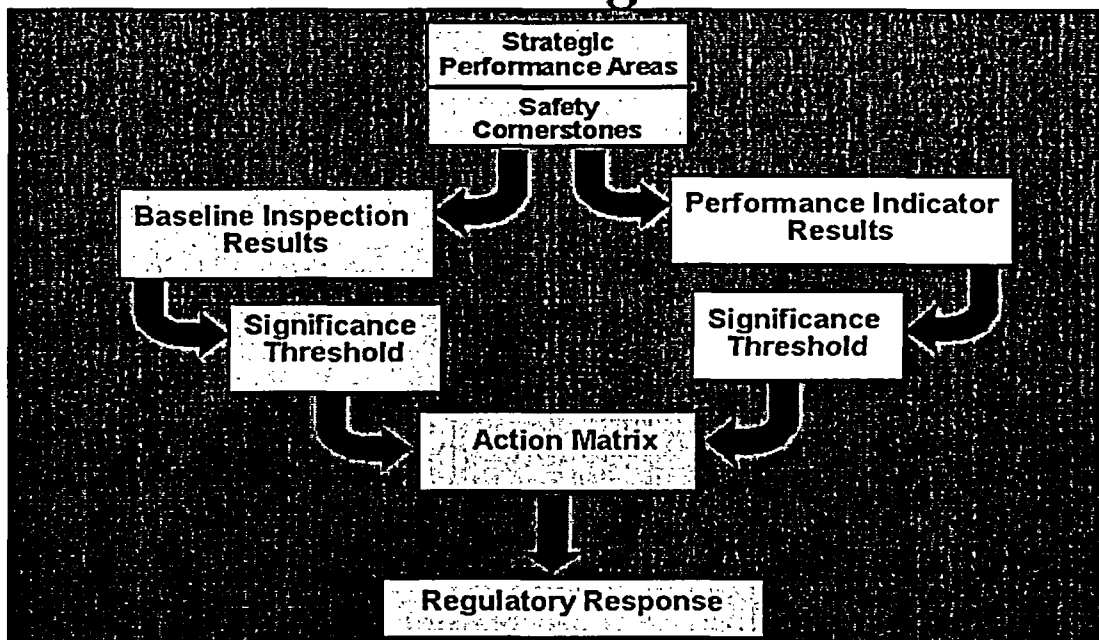 Strategic
Performance Areas
Safety
Cornerstones
Baseline Inspection
Results
Performance Indicator
Results
Significance
Threshold
Significance
Threshold
Action Matrix
Regulatory Response